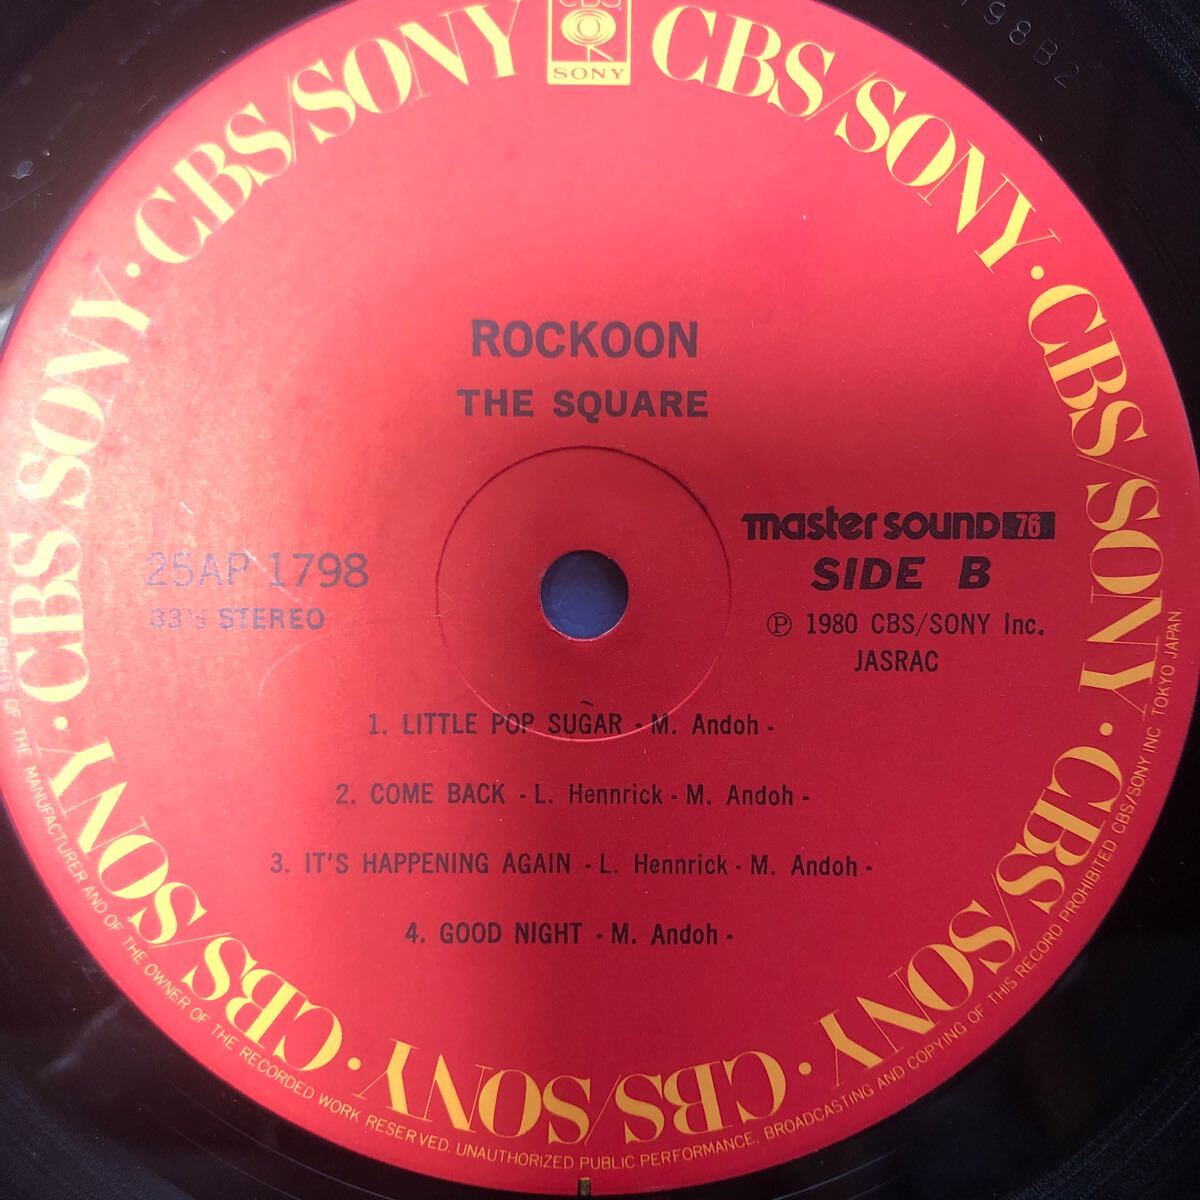 CBS
SONY
CBS/SONY · CBS/SONY · CBS/SONY · CBS/SONY · CBS/SONY · CBS/SONY · CBS/SONY · CBS/SONY
98B2
ROCKOON
THE SQUARE
master sound 76
25AP 1798
SIDE B
33⅓ STEREO
Ⓟ 1980 CBS/SONY Inc.
JASRAC
1. LITTLE POP SUGAR - M. Andoh -
2. COME BACK - L. Hennrick - M. Andoh -
3. IT'S HAPPENING AGAIN - L. Hennrick - M. Andoh -
4. GOOD NIGHT - M. Andoh -
RIGHTS OF THE MANUFACTURER AND OF THE OWNER OF THE RECORDED WORK RESERVED. UNAUTHORIZED PUBLIC PERFORMANCE, BROADCASTING AND COPYING OF THIS RECORD PROHIBITED CBS/SONY INC TOKYO JAPAN.